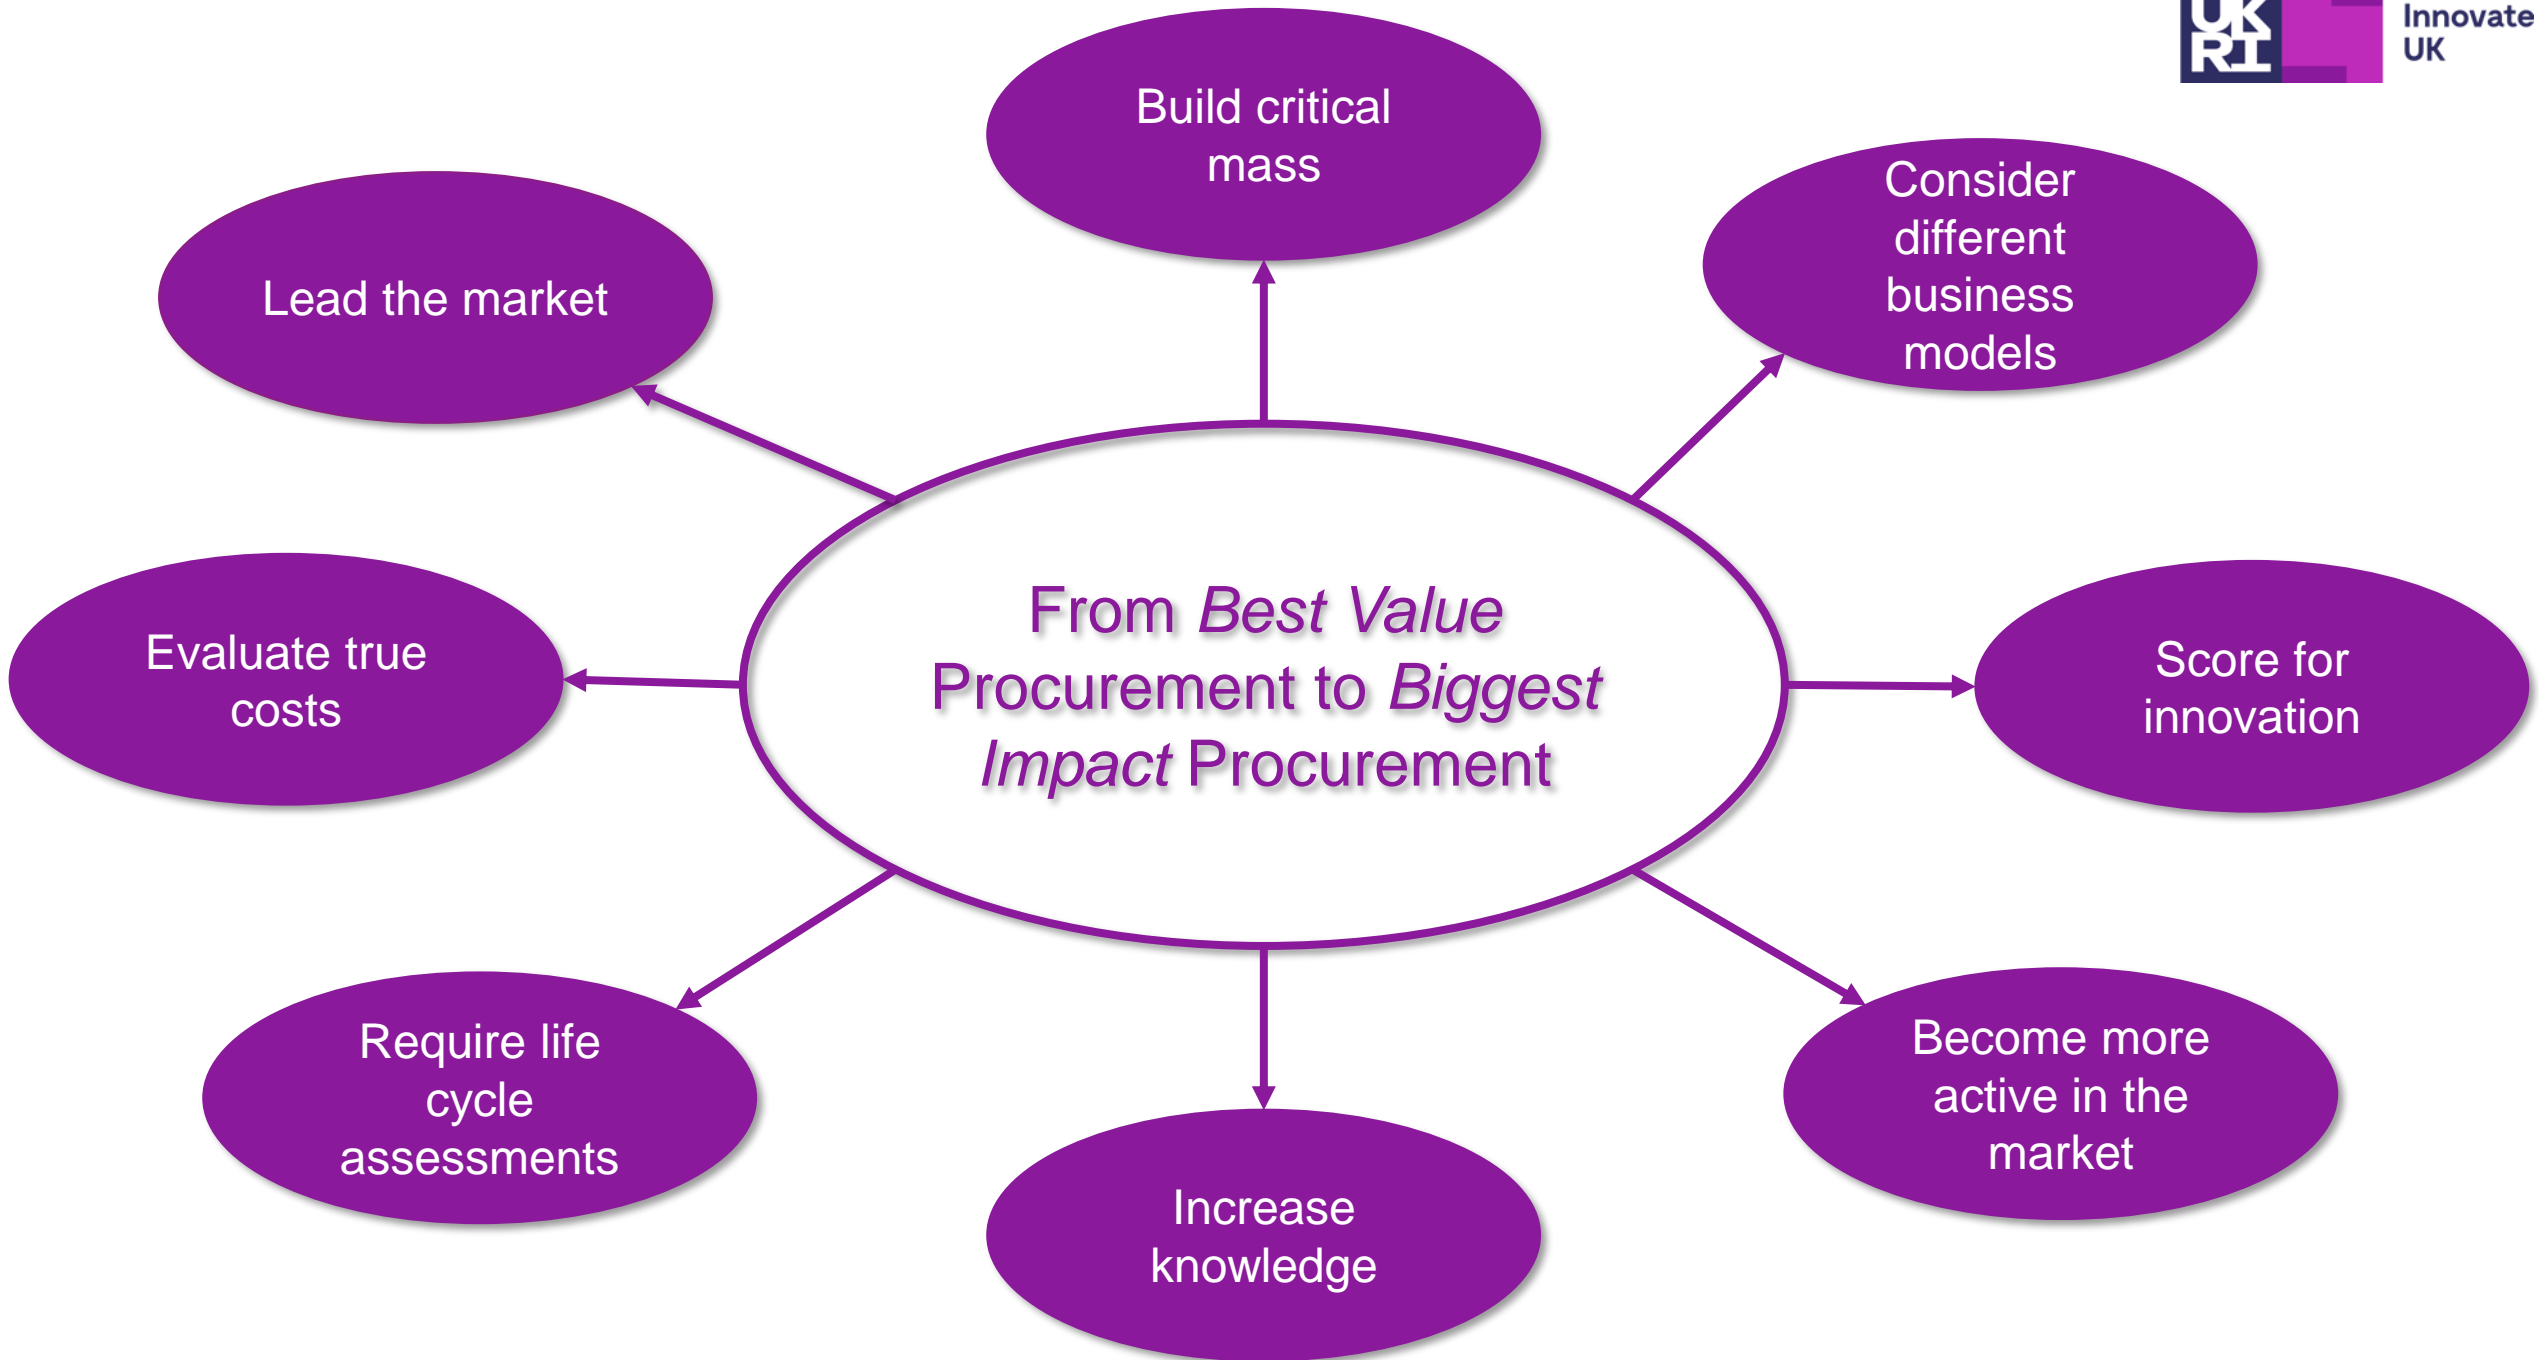 UK
RI
Innovate
UK
Build critical
mass
Consider
different
business
models
Lead the market
From Best Value
Procurement to Biggest
Impact Procurement
Evaluate true
costs
Score for
innovation
Require life
cycle
assessments
Become more
active in the
market
Increase
knowledge